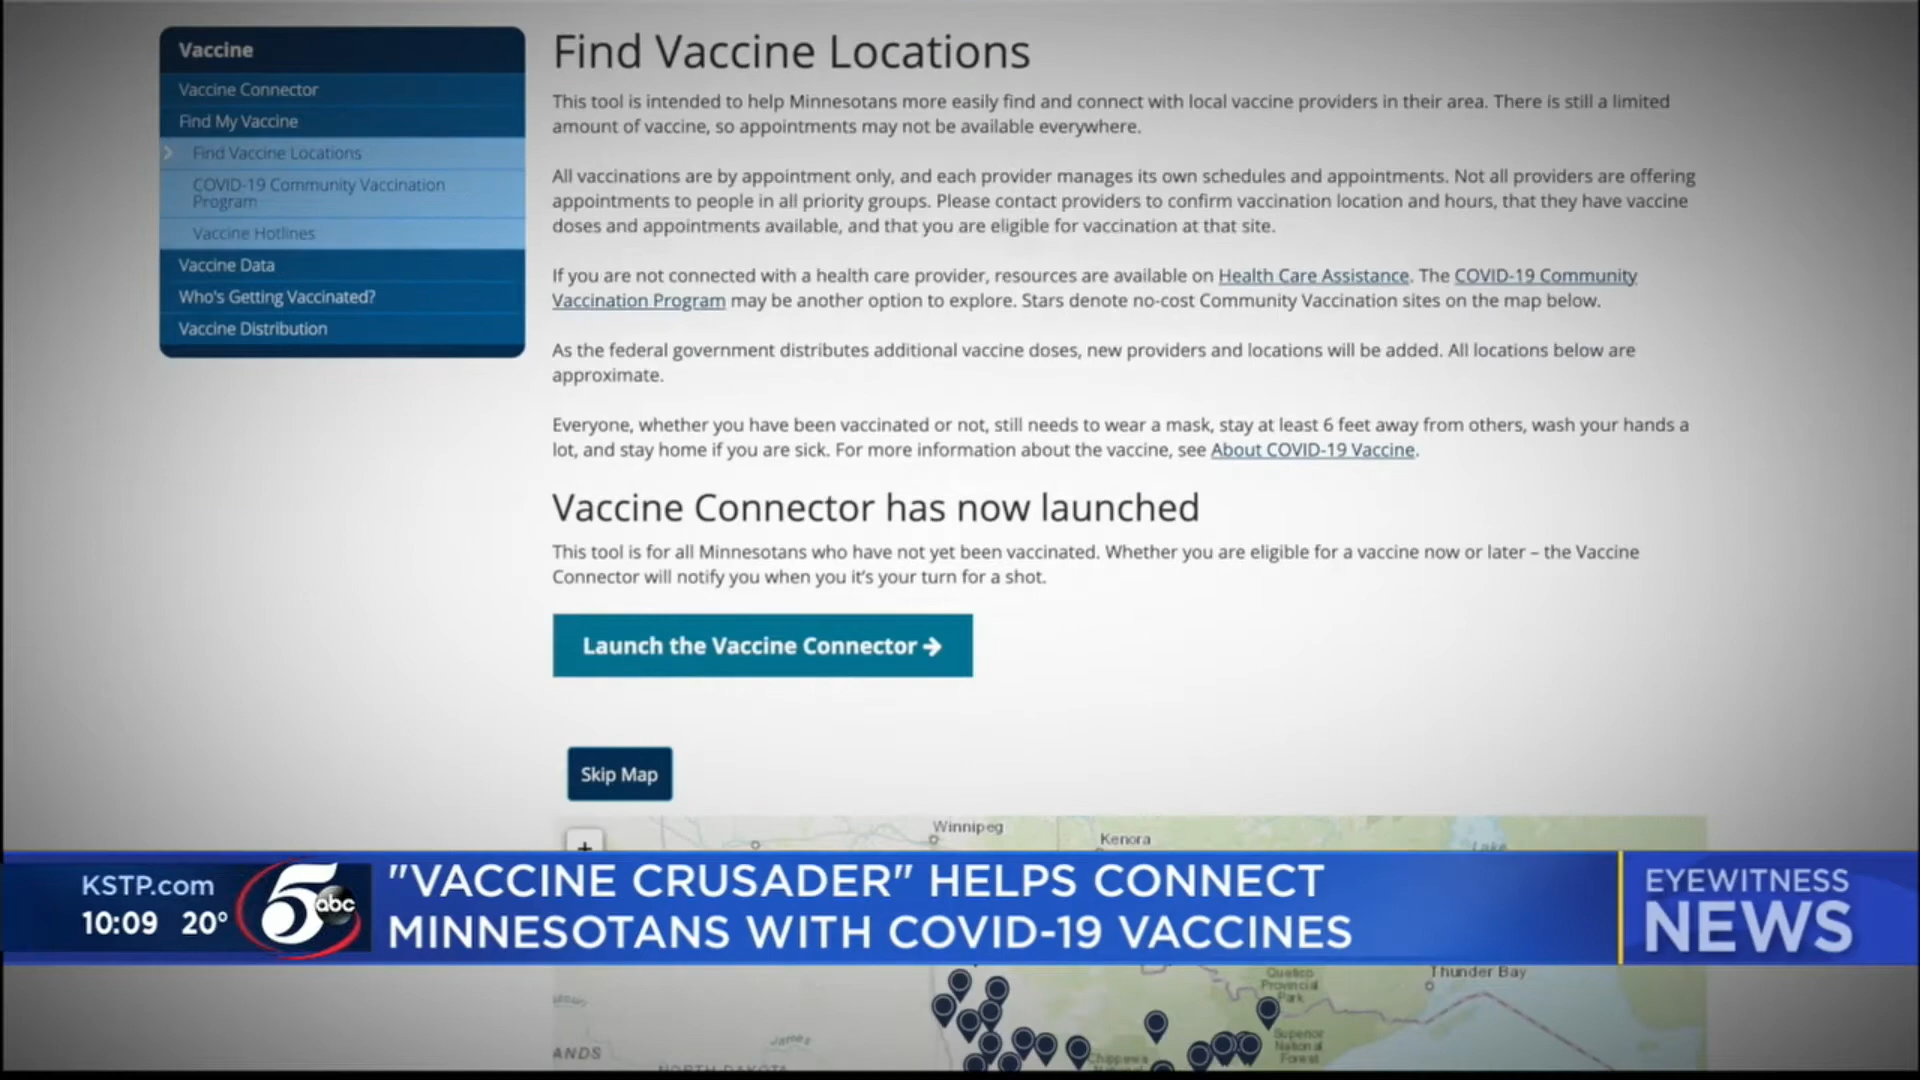 Vaccine
Vaccine Connector
Find My Vaccine
Find Vaccine Locations
COVID-19 Community Vaccination
Program
Vaccine Hotlines
Vaccine Data
Who's Getting Vaccinated?
Vaccine Distribution
Find Vaccine Locations
This tool is intended to help Minnesotans more easily find and connect with local vaccine providers in their area. There is still a limited
amount of vaccine, so appointments may not be available everywhere.
All vaccinations are by appointment only, and each provider manages its own schedules and appointments. Not all providers are offering
appointments to people in all priority groups. Please contact providers to confirm vaccination location and hours, that they have vaccine
doses and appointments available, and that you are eligible for vaccination at that site.
If you are not connected with a health care provider, resources are available on Health Care Assistance. The COVID-19 Community
Vaccination Program may be another option to explore. Stars denote no-cost Community Vaccination sites on the map below.
As the federal government distributes additional vaccine doses, new providers and locations will be added. All locations below are
approximate.
Everyone, whether you have been vaccinated or not, still needs to wear a mask, stay at least 6 feet away from others, wash your hands a
lot, and stay home if you are sick. For more information about the vaccine, see About COVID-19 Vaccine.
Vaccine Connector has now launched
This tool is for all Minnesotans who have not yet been vaccinated. Whether you are eligible for a vaccine now or later – the Vaccine
Connector will notify you when you it's your turn for a shot.
Launch the Vaccine Connector →
Skip Map
+
Winnipeg
Kenora
Lake
KSTP.com
10:09 20°
5 abc
"VACCINE CRUSADER" HELPS CONNECT
MINNESOTANS WITH COVID-19 VACCINES
EYEWITNESS
NEWS
Thunder Bay
Quetico
Provincial
Park
Superior
National
Forest
James
ANDS
NORTH DAKOTA
Chippewa